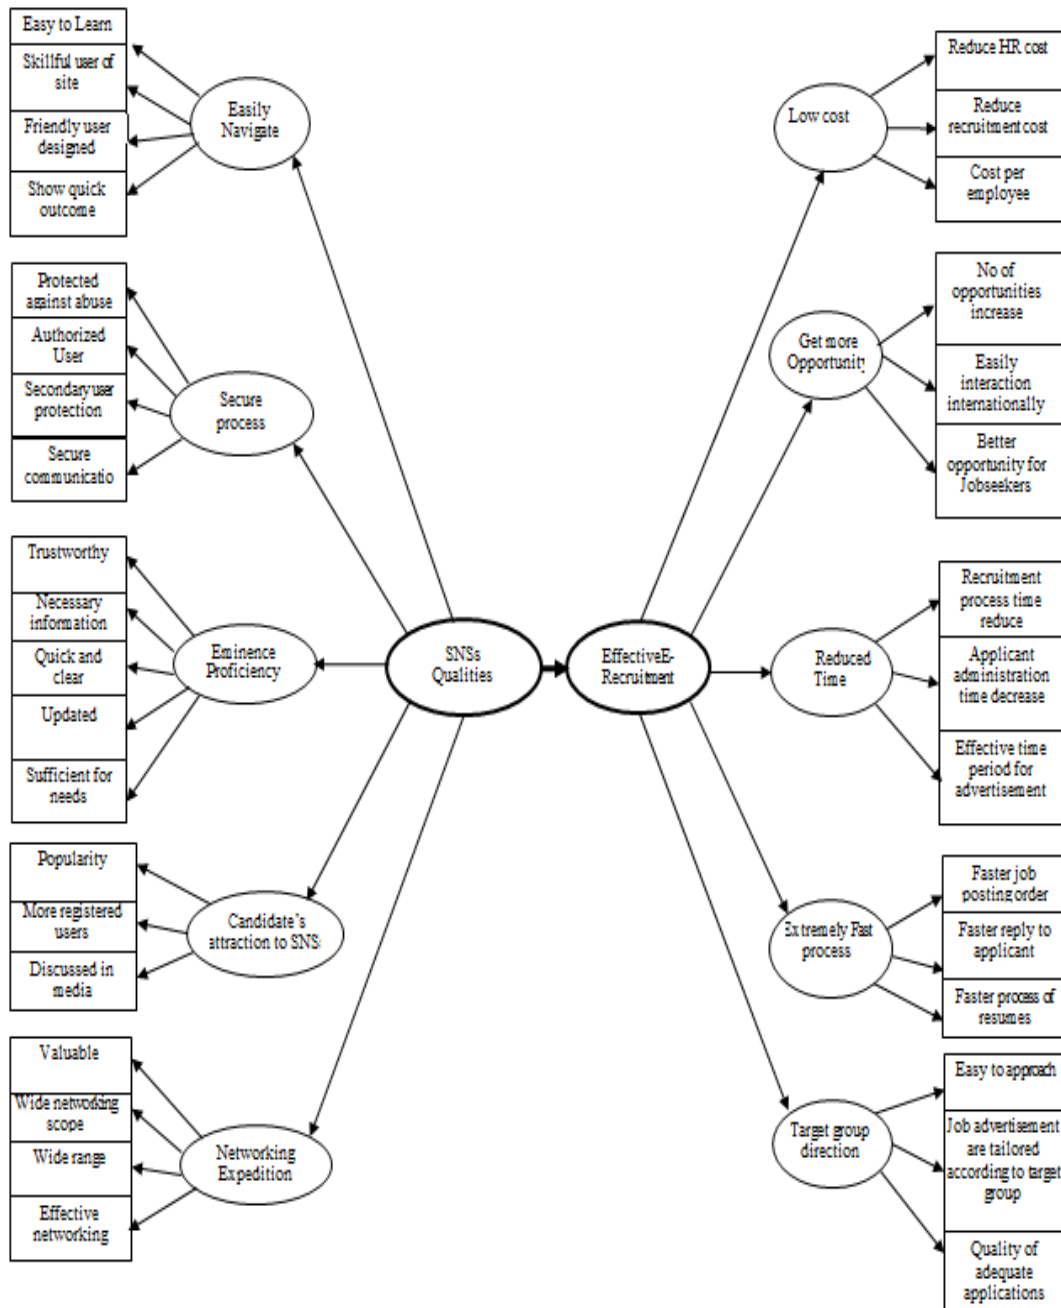 Easy to Learn
Skillful user of
site
Friendly user
designed
Show quick
outcome
Easily
Navigate
Protected
against abuse
Authorized
User
Secondary user
protection
Secure
communicatio
Secure
process
Trustworthy
Necessary
information
Quick and
clear
Updated
Sufficient for
needs
Eminence
Proficiency
Popularity
More registered
users
Discussed in
media
Candidate's
attraction to SNS
Valuable
Wide networking
scope
Wide range
Effective
networking
Networking
Expedition
SNSs
Qualities
EffectiveE-
Recruitment
Low cost
Reduce HR cost
Reduce
recruitment cost
Cost per
employee
Get more
Opportunity
No of
opportunities
increase
Easily
interaction
internationally
Better
opportunity for
Jobseekers
Reduced
Time
Recruitment
process time
reduce
Applicant
administration
time decrease
Effective time
period for
advertisement
Extremely Fast
process
Faster job
posting order
Faster reply to
applicant
Faster process of
resumes
Target group
direction
Easy to approach
Job advertisement
are tailored
according to target
group
Quality of
adequate
applications